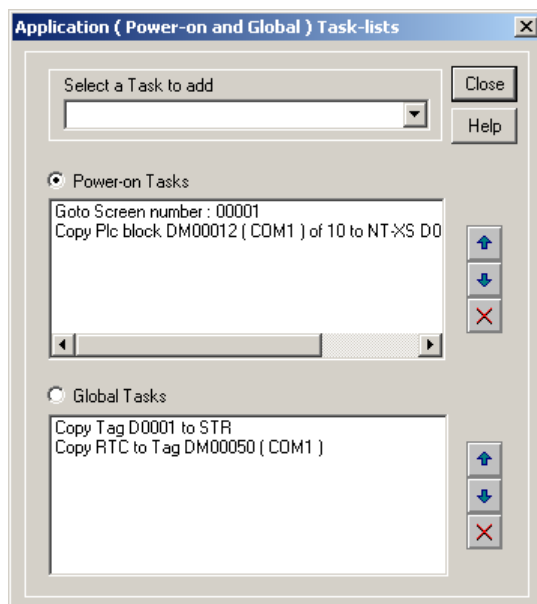 Application ( Power-on and Global ) Task-lists
Select a Task to add
Close
Help
Power-on Tasks
Goto Screen number : 00001
Copy Plc block DM00012 ( COM1 ) of 10 to NT-XS D0
Global Tasks
Copy Tag D0001 to STR
Copy RTC to Tag DM00050 ( COM1 )